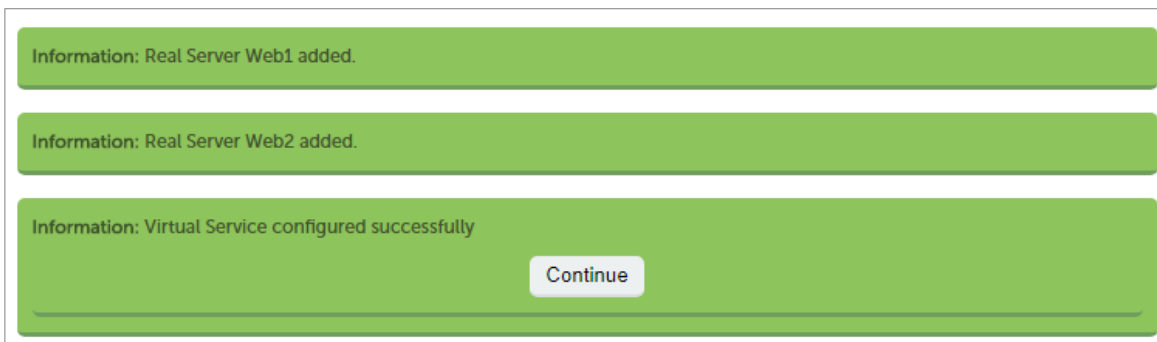 Information: Real Server Web1 added.
Information: Real Server Web2 added.
Information: Virtual Service configured successfully
Continue